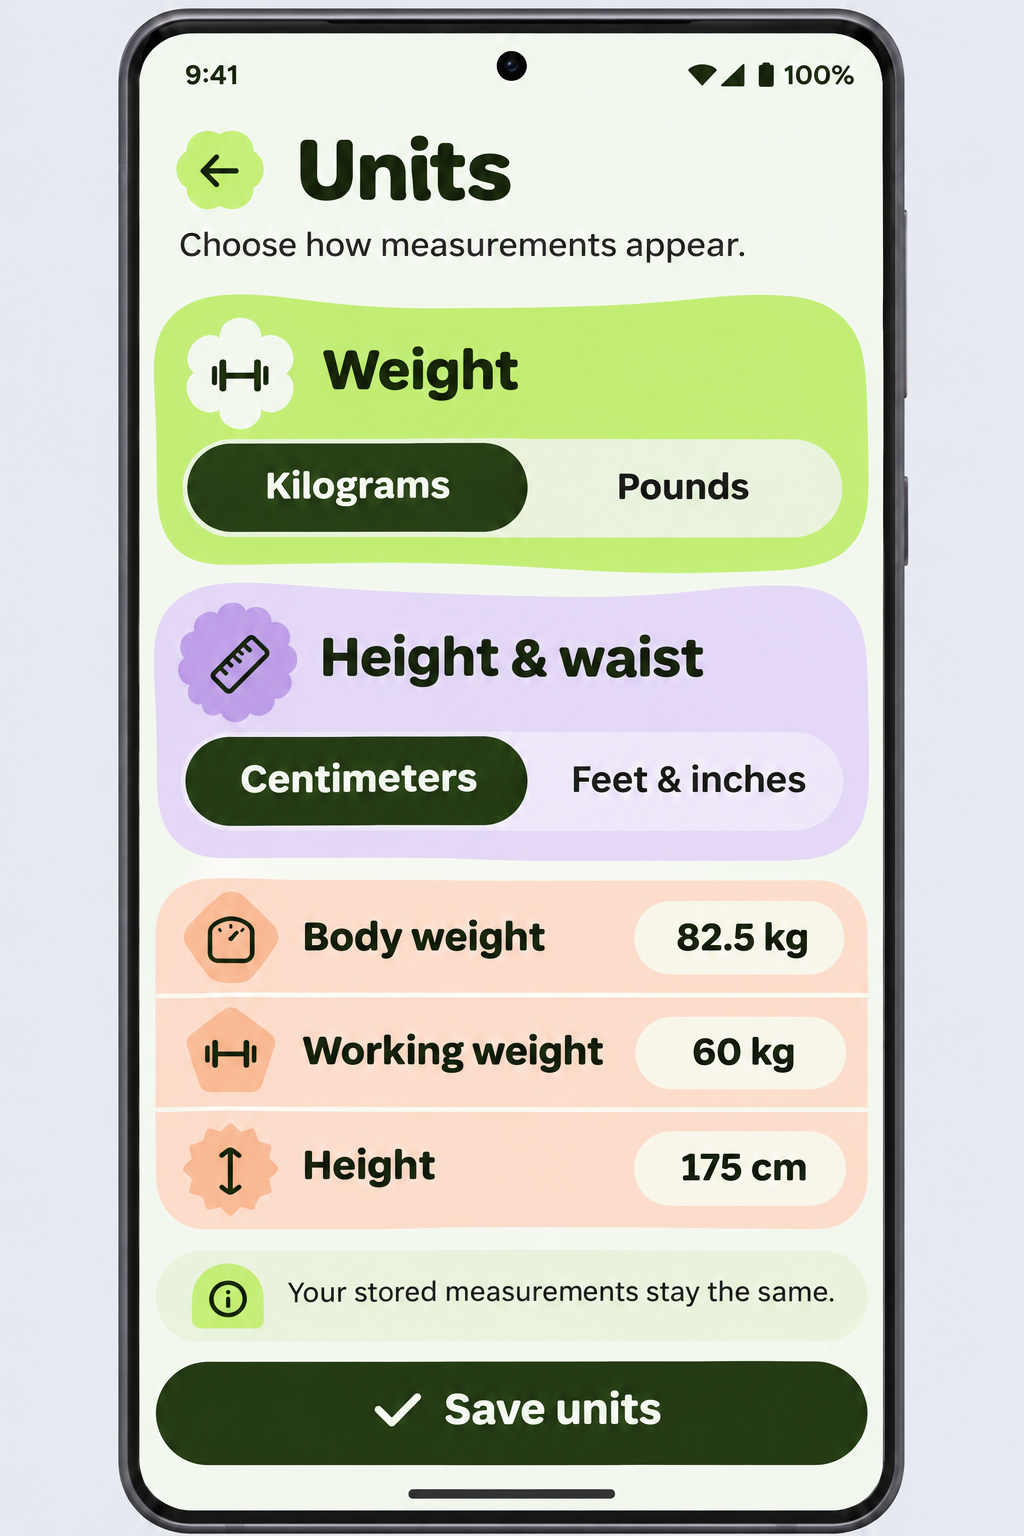 9:41
100%
Units
Choose how measurements appear.
Weight
Kilograms
Pounds
Height & waist
Centimeters
Feet & inches
Body weight
82.5 kg
Working weight
60 kg
Height
175 cm
Your stored measurements stay the same.
Save units